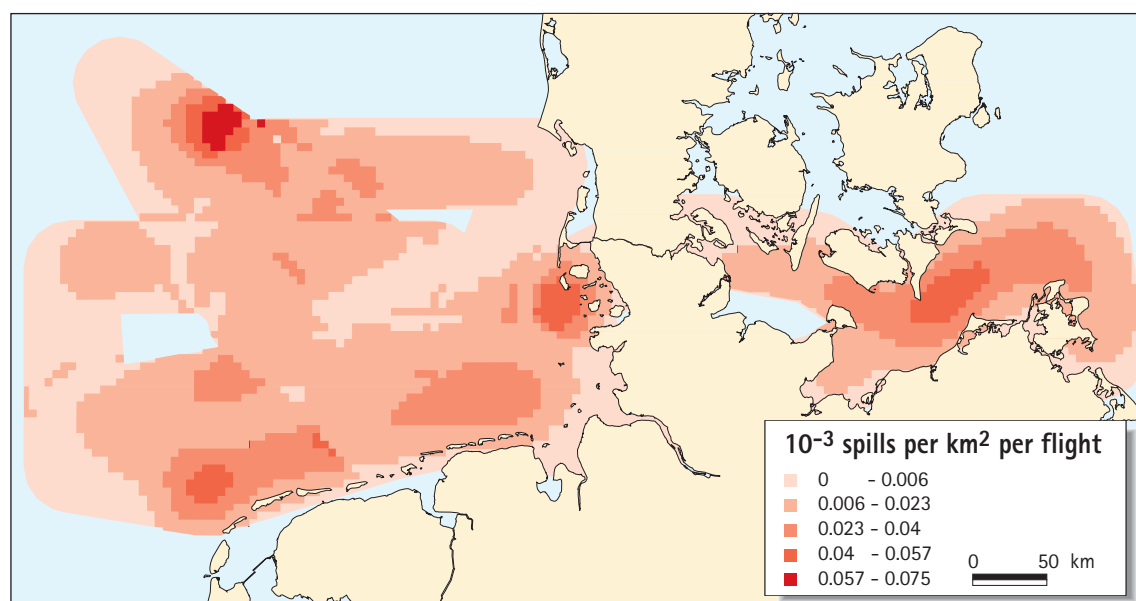 10⁻³ spills per km² per flight
0 - 0.006
0.006 - 0.023
0.023 - 0.04
0.04 - 0.057
0.057 - 0.075
0 50 km